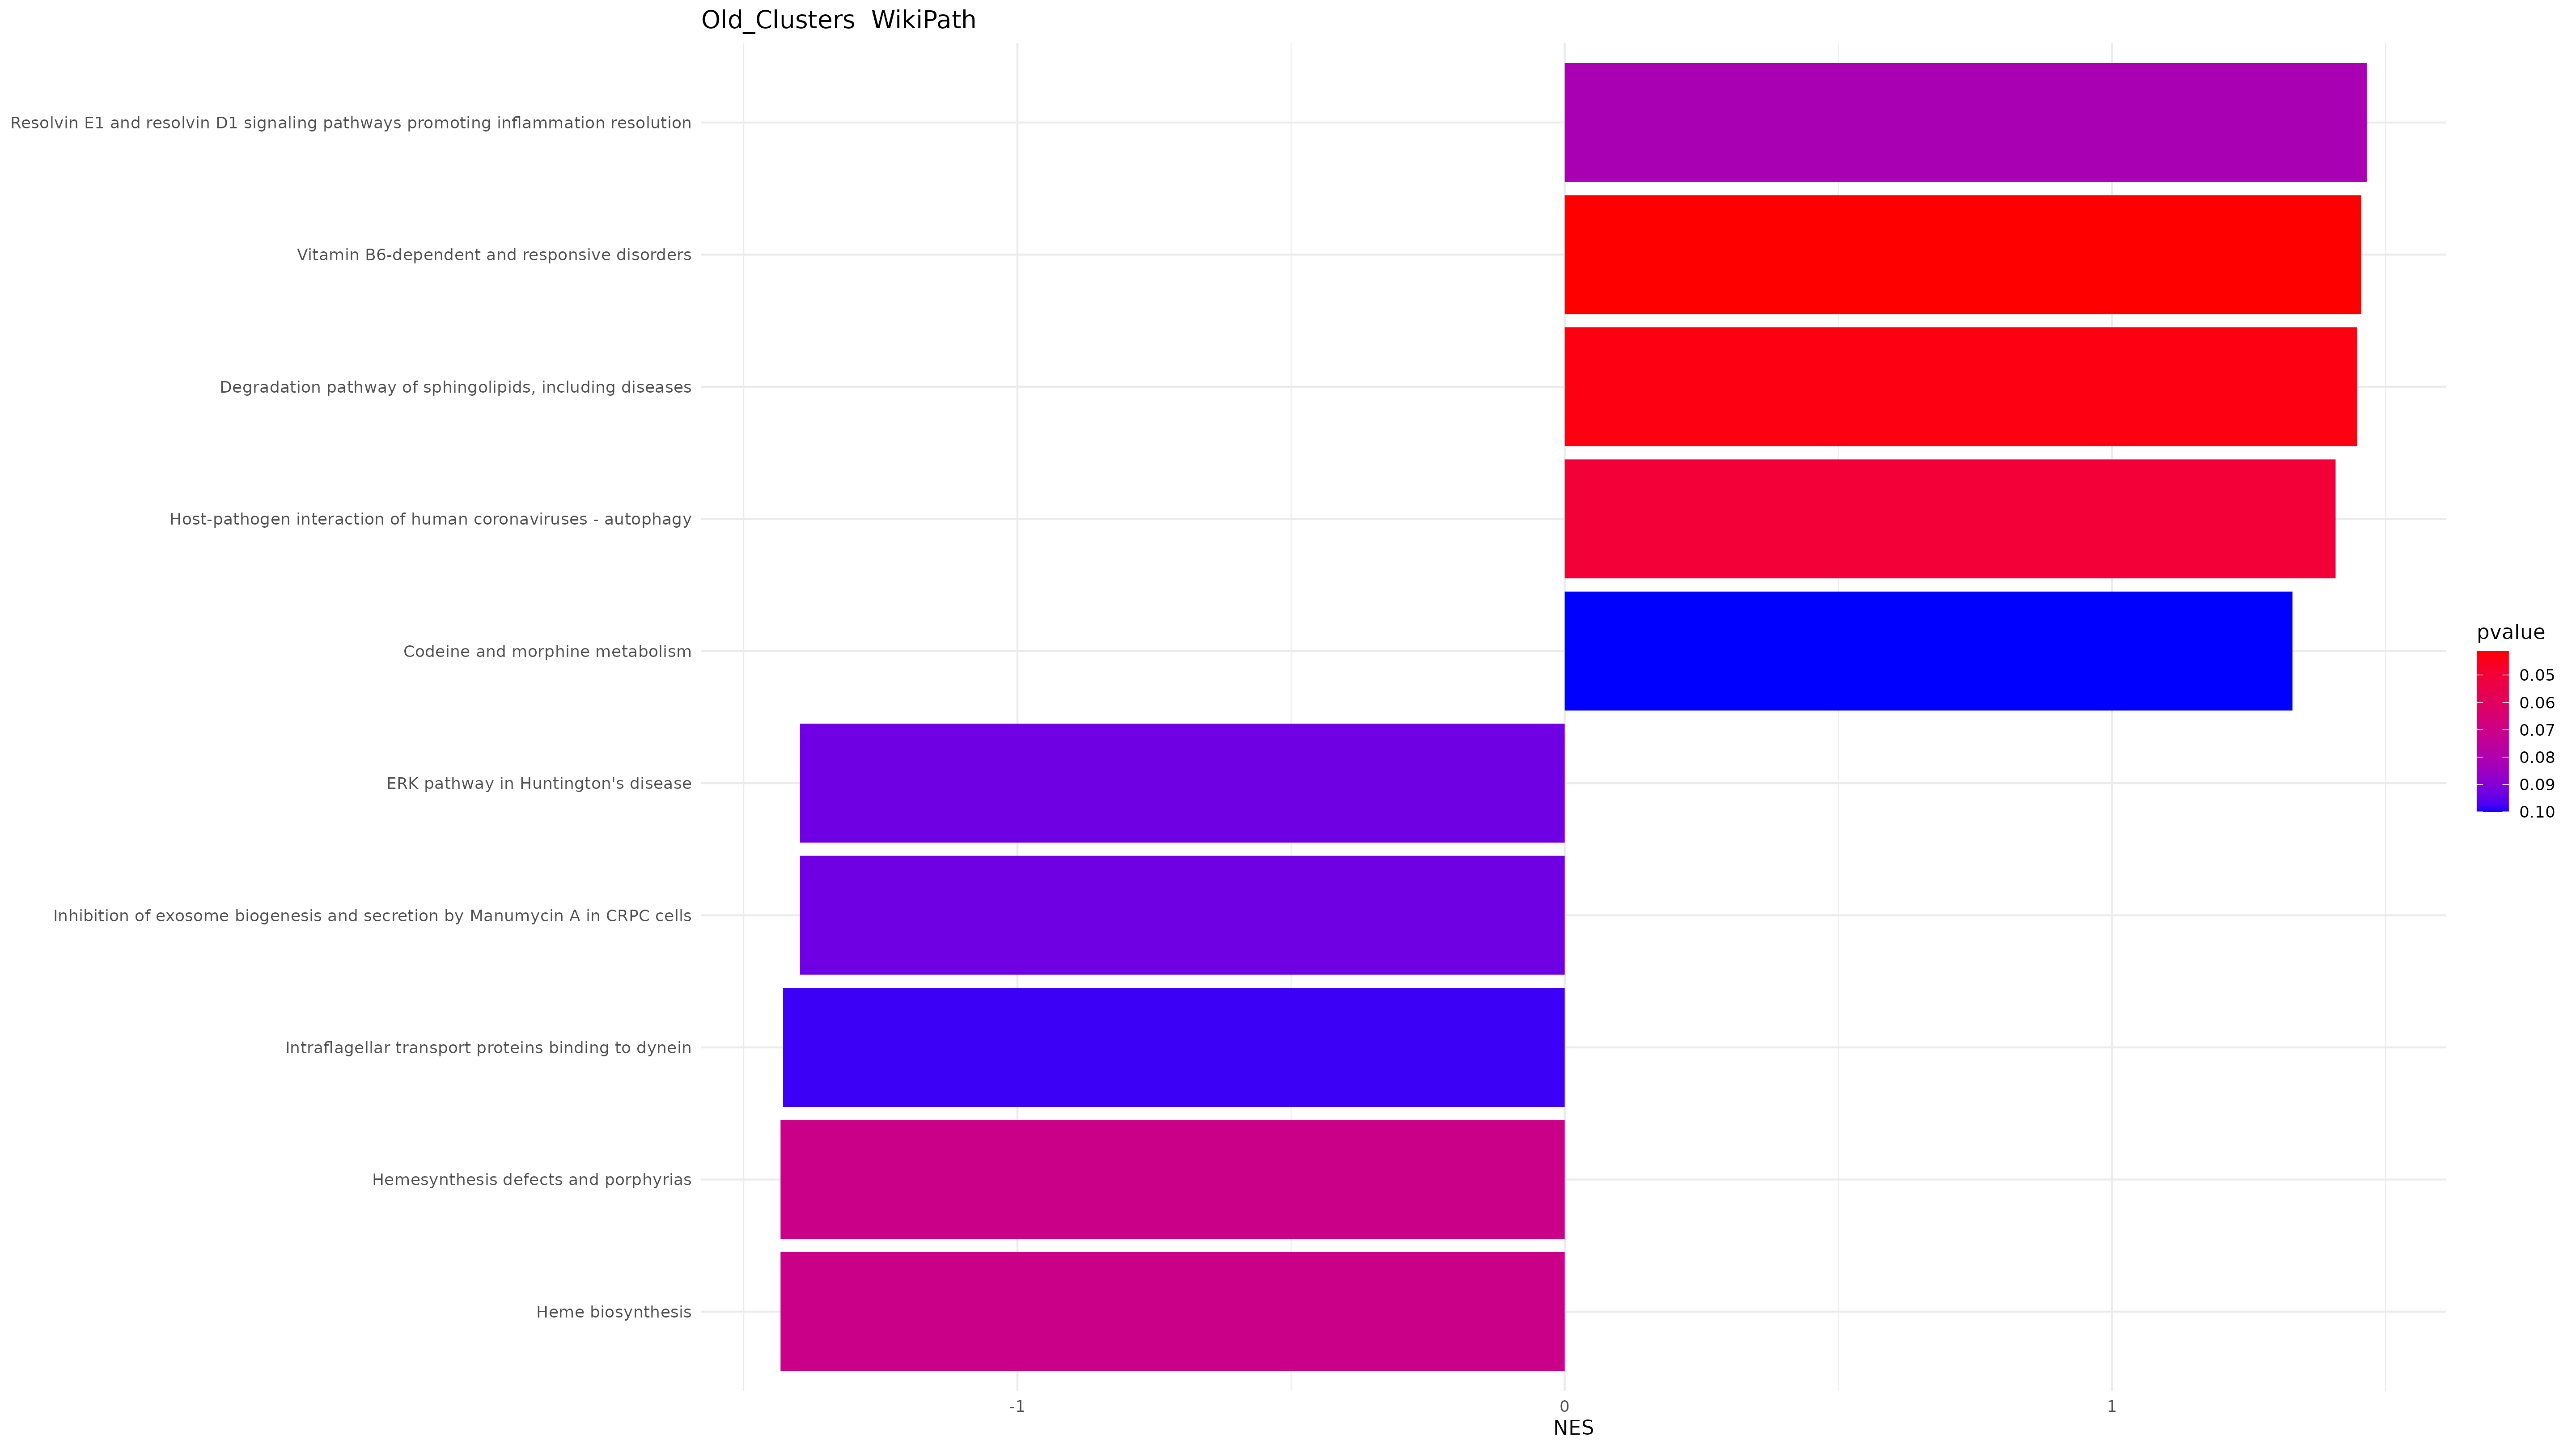 Old_Clusters  WikiPath
Resolvin E1 and resolvin D1 signaling pathways promoting inflammation resolution
Vitamin B6-dependent and responsive disorders
Degradation pathway of sphingolipids, including diseases
Host-pathogen interaction of human coronaviruses - autophagy
Codeine and morphine metabolism
ERK pathway in Huntington's disease
Inhibition of exosome biogenesis and secretion by Manumycin A in CRPC cells
Intraflagellar transport proteins binding to dynein
Hemesynthesis defects and porphyrias
Heme biosynthesis
-1 0 1
NES
pvalue
0.05
0.06
0.07
0.08
0.09
0.10